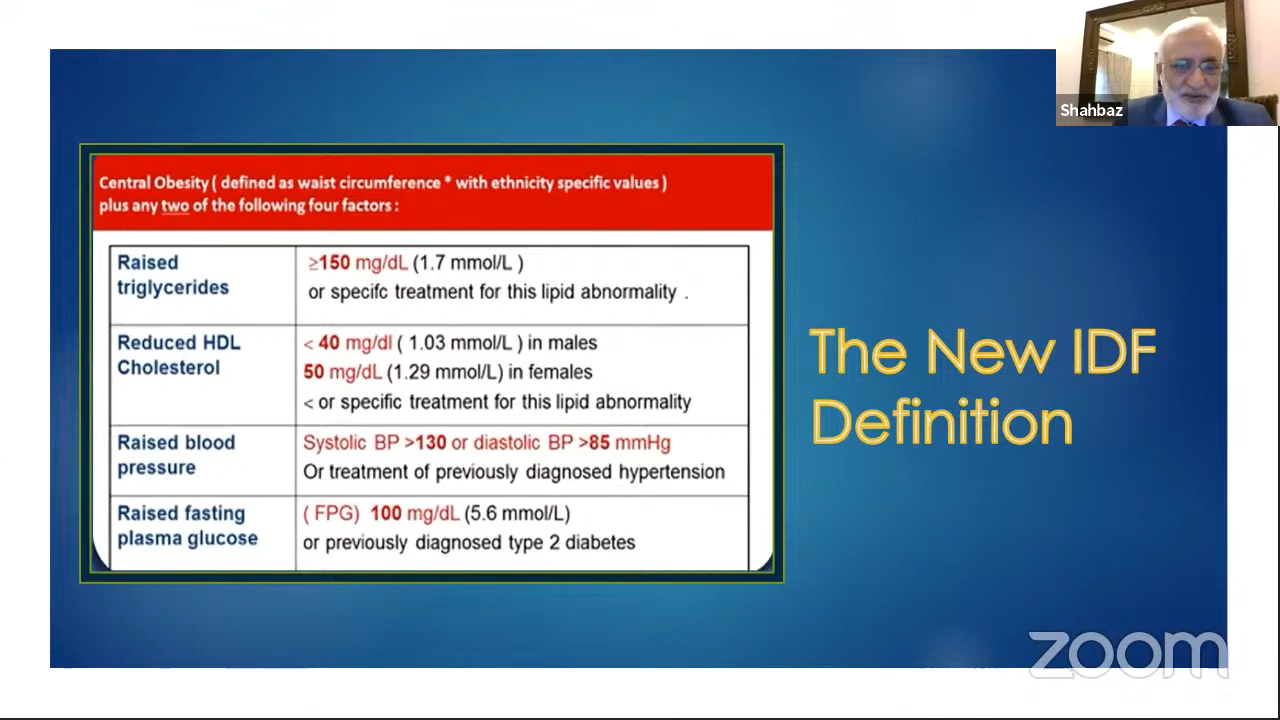 Shahbaz
Central Obesity ( defined as waist circumference * with ethnicity specific values )
plus any two of the following four factors :
Raised
triglycerides
≥150 mg/dL (1.7 mmol/L )
or specifc treatment for this lipid abnormality .
Reduced HDL
Cholesterol
< 40 mg/dl ( 1.03 mmol/L ) in males
50 mg/dL (1.29 mmol/L) in females
< or specific treatment for this lipid abnormality
Raised blood
pressure
Systolic BP >130 or diastolic BP >85 mmHg
Or treatment of previously diagnosed hypertension
Raised fasting
plasma glucose
( FPG) 100 mg/dL (5.6 mmol/L)
or previously diagnosed type 2 diabetes
The New IDF
Definition
zoom